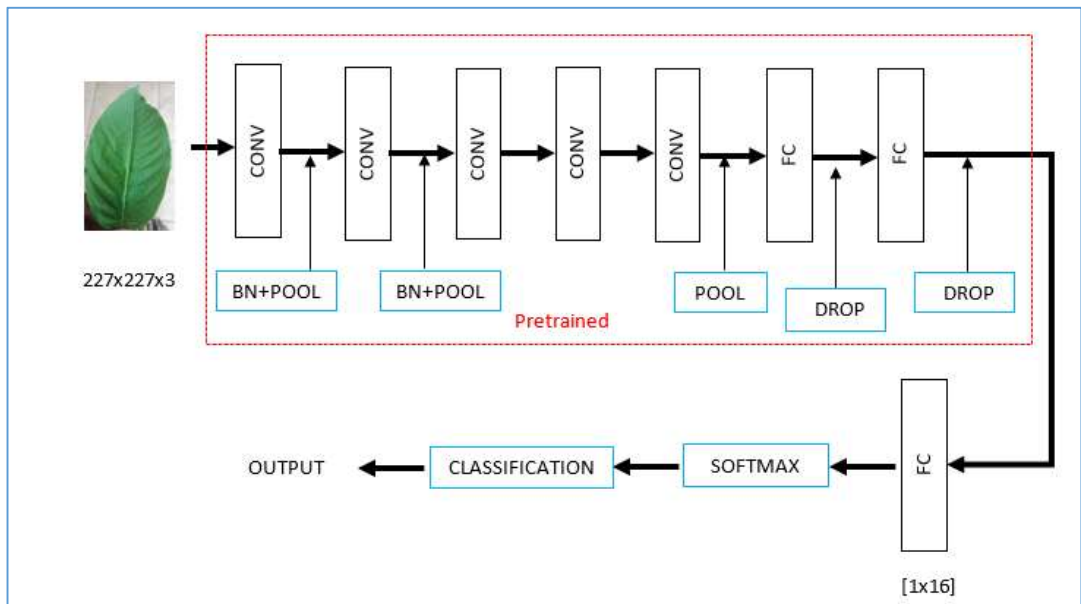 CONV
CONV
CONV
CONV
CONV
FC
FC
227x227x3
BN+POOL
BN+POOL
POOL
DROP
DROP
Pretrained
OUTPUT
CLASSIFICATION
SOFTMAX
FC
[1x16]